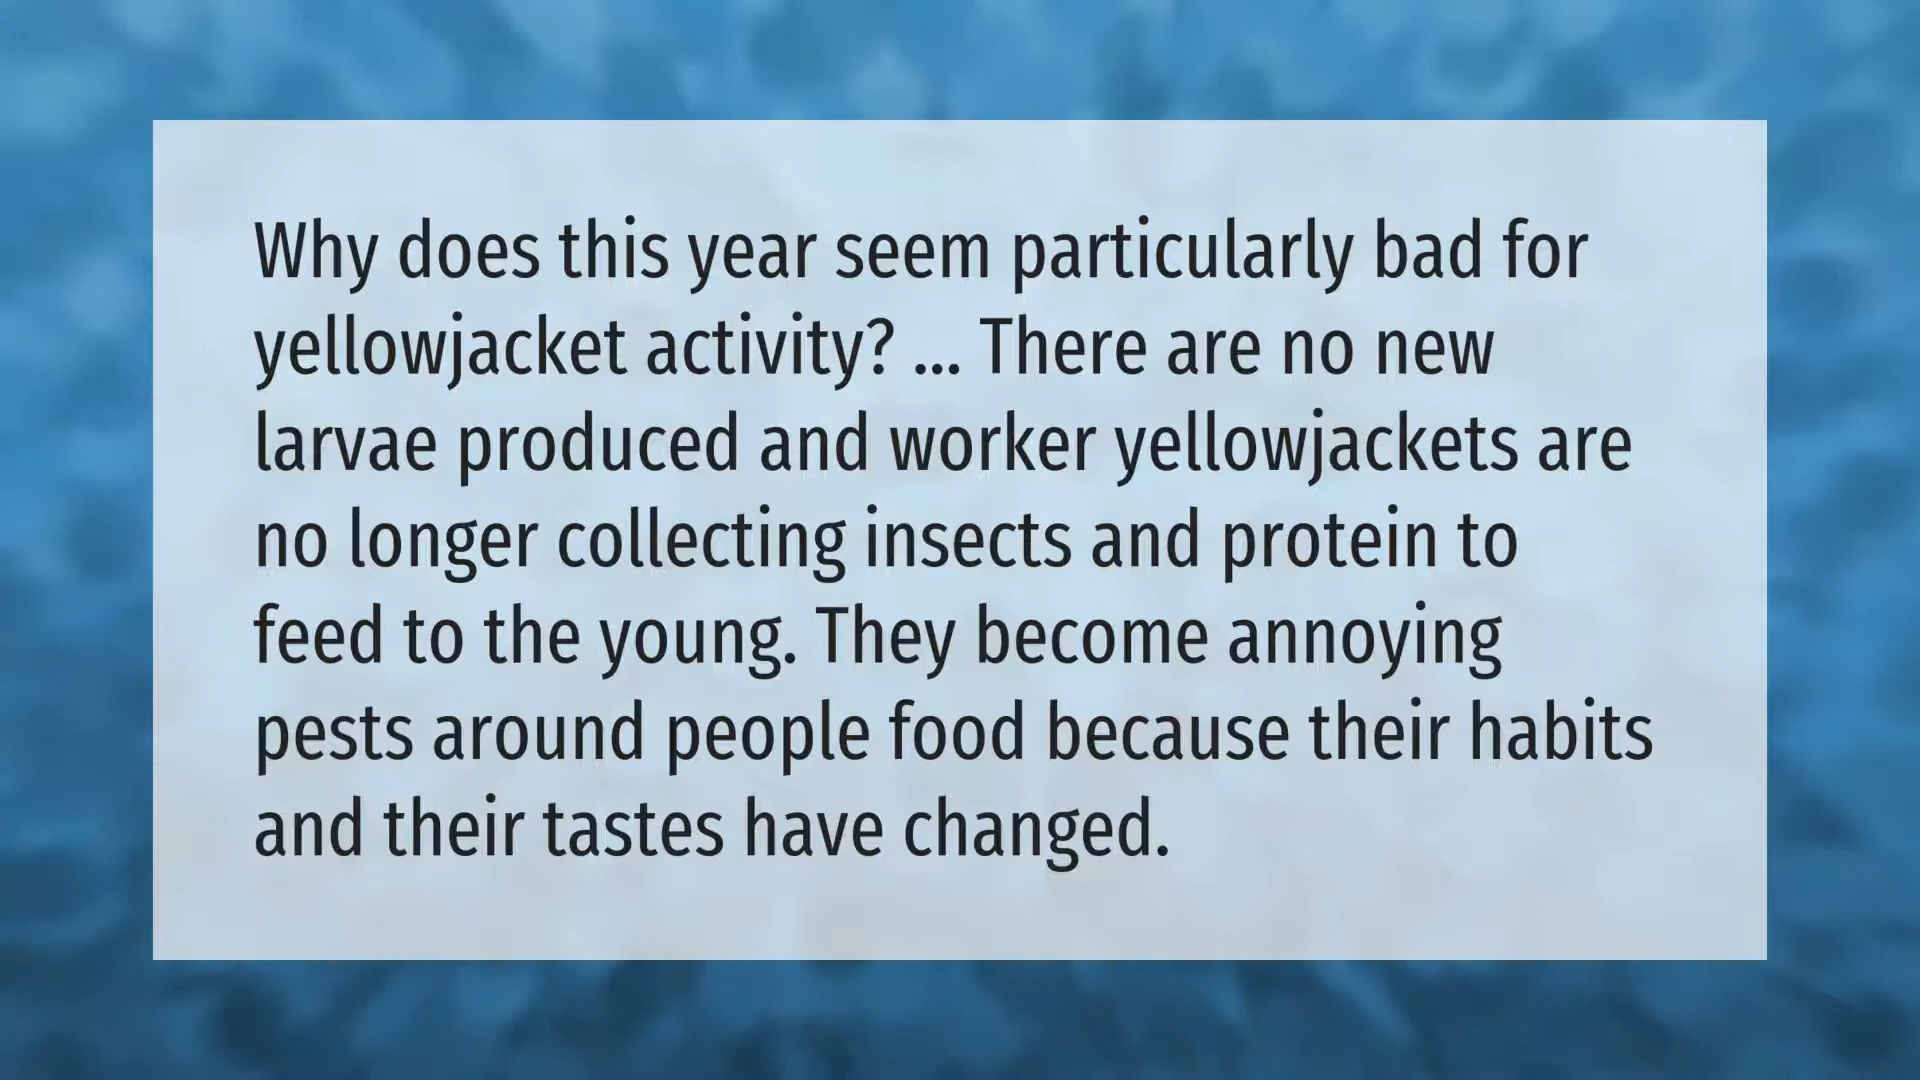 Why does this year seem particularly bad for
yellowjacket activity? ... There are no new
larvae produced and worker yellowjackets are
no longer collecting insects and protein to
feed to the young. They become annoying
pests around people food because their habits
and their tastes have changed.